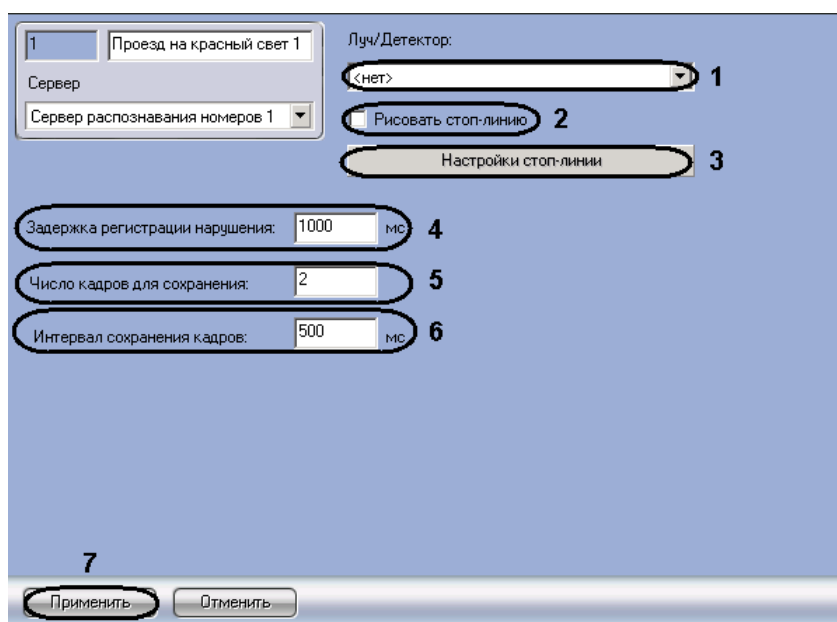 1 Проезд на красный свет 1
Сервер
Сервер распознавания номеров 1
Луч/Детектор:
<нет> 1
Рисовать стоп-линию 2
Настройки стоп-линии 3
Задержка регистрации нарушения: 1000 мс 4
Число кадров для сохранения: 2 5
Интервал сохранения кадров: 500 мс 6
7
Применить Отменить